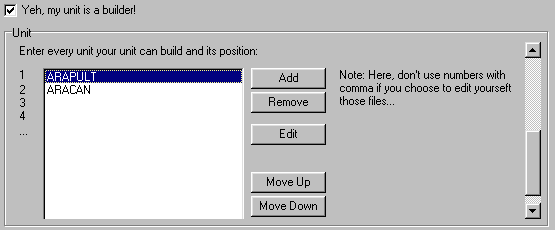 Yeh, my unit is a builder!
Unit
Enter every unit your unit can build and its position:
1 ARAPULT
2 ARACAN
3
4
...
Add
Remove
Edit
Move Up
Move Down
Note: Here, don't use numbers with
comma if you choose to edit yourseft
those files...